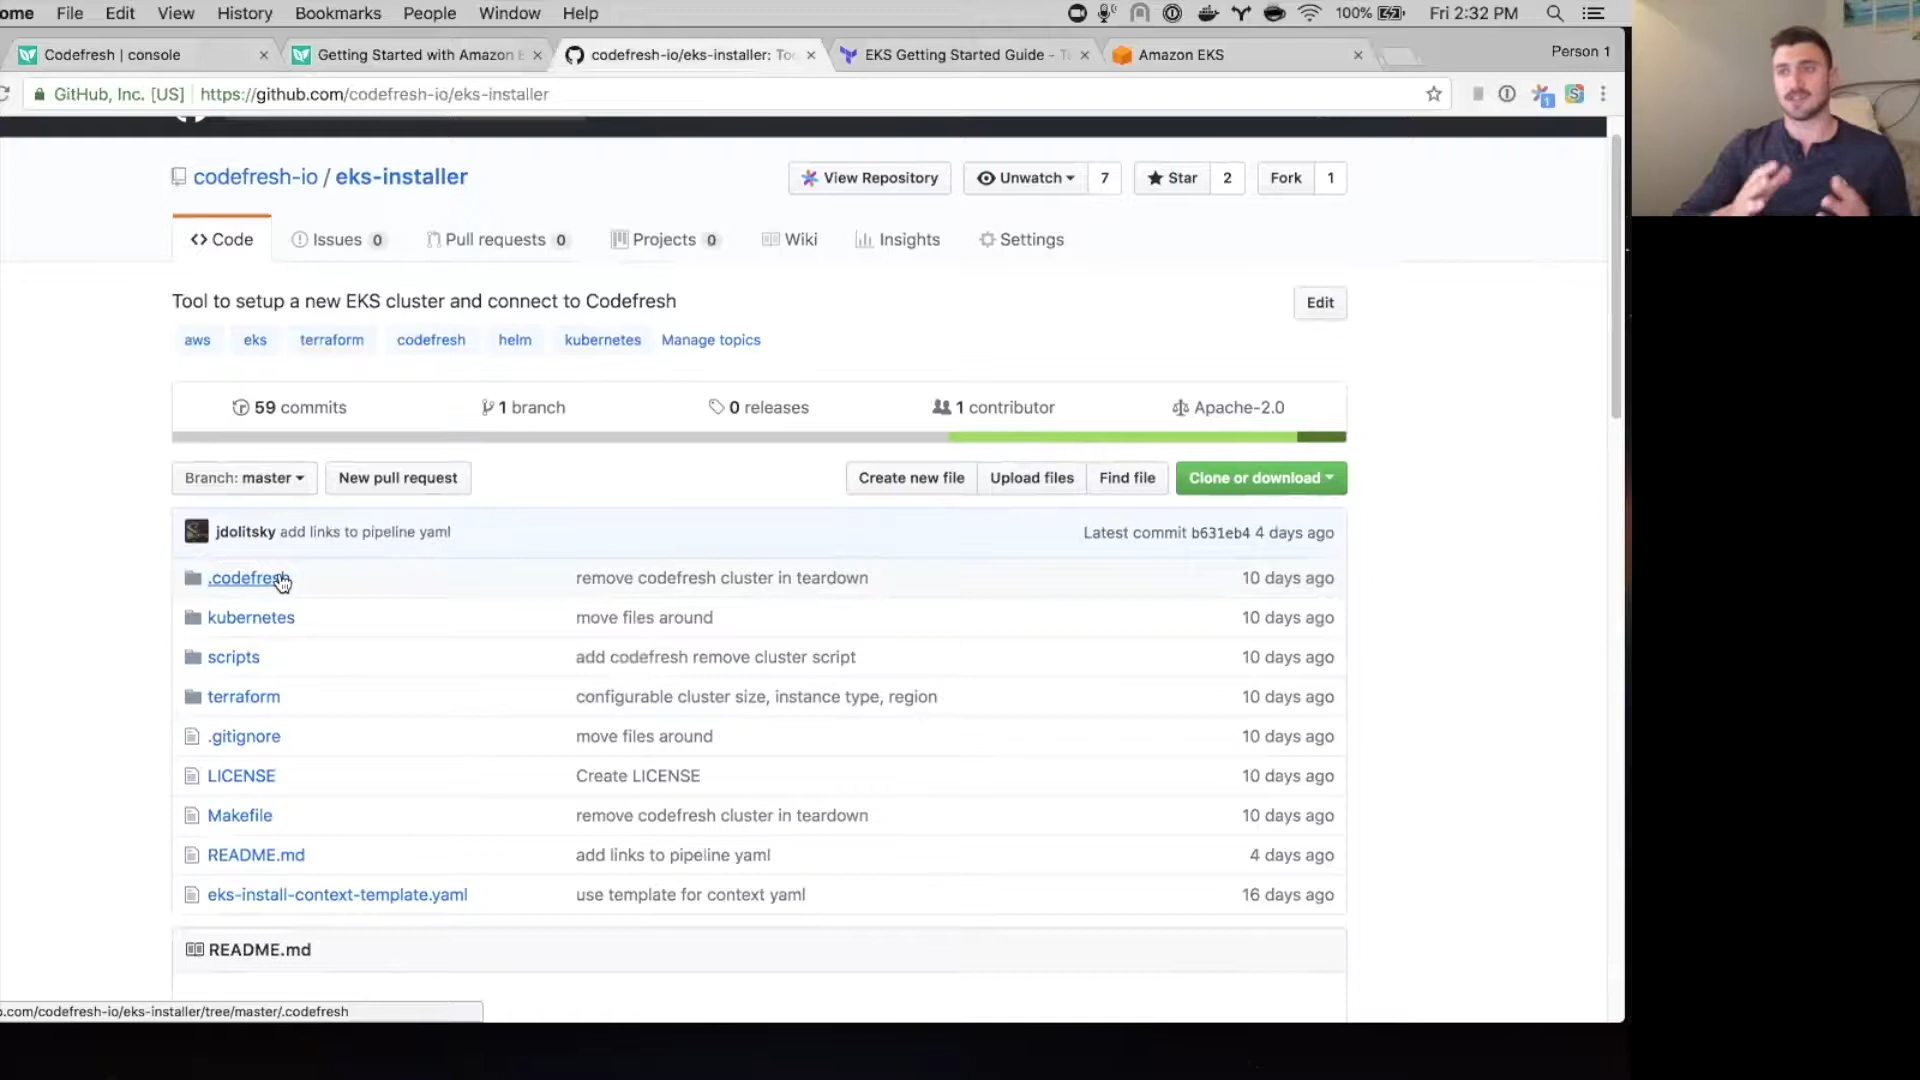 ome File Edit View History Bookmarks People Window Help 100% Fri 2:32 PM
Codefresh | console Getting Started with Amazon E codefresh-io/eks-installer: Too EKS Getting Started Guide - T Amazon EKS Person 1
GitHub, Inc. [US] https://github.com/codefresh-io/eks-installer
codefresh-io / eks-installer View Repository Unwatch 7 Star 2 Fork 1
Code Issues 0 Pull requests 0 Projects 0 Wiki Insights Settings
Tool to setup a new EKS cluster and connect to Codefresh Edit
aws eks terraform codefresh helm kubernetes Manage topics
59 commits 1 branch 0 releases 1 contributor Apache-2.0
Branch: master New pull request Create new file Upload files Find file Clone or download
jdolitsky add links to pipeline yaml Latest commit b631eb4 4 days ago
.codefresh remove codefresh cluster in teardown 10 days ago
kubernetes move files around 10 days ago
scripts add codefresh remove cluster script 10 days ago
terraform configurable cluster size, instance type, region 10 days ago
.gitignore move files around 10 days ago
LICENSE Create LICENSE 10 days ago
Makefile remove codefresh cluster in teardown 10 days ago
README.md add links to pipeline yaml 4 days ago
eks-install-context-template.yaml use template for context yaml 16 days ago
README.md
.com/codefresh-io/eks-installer/tree/master/.codefresh